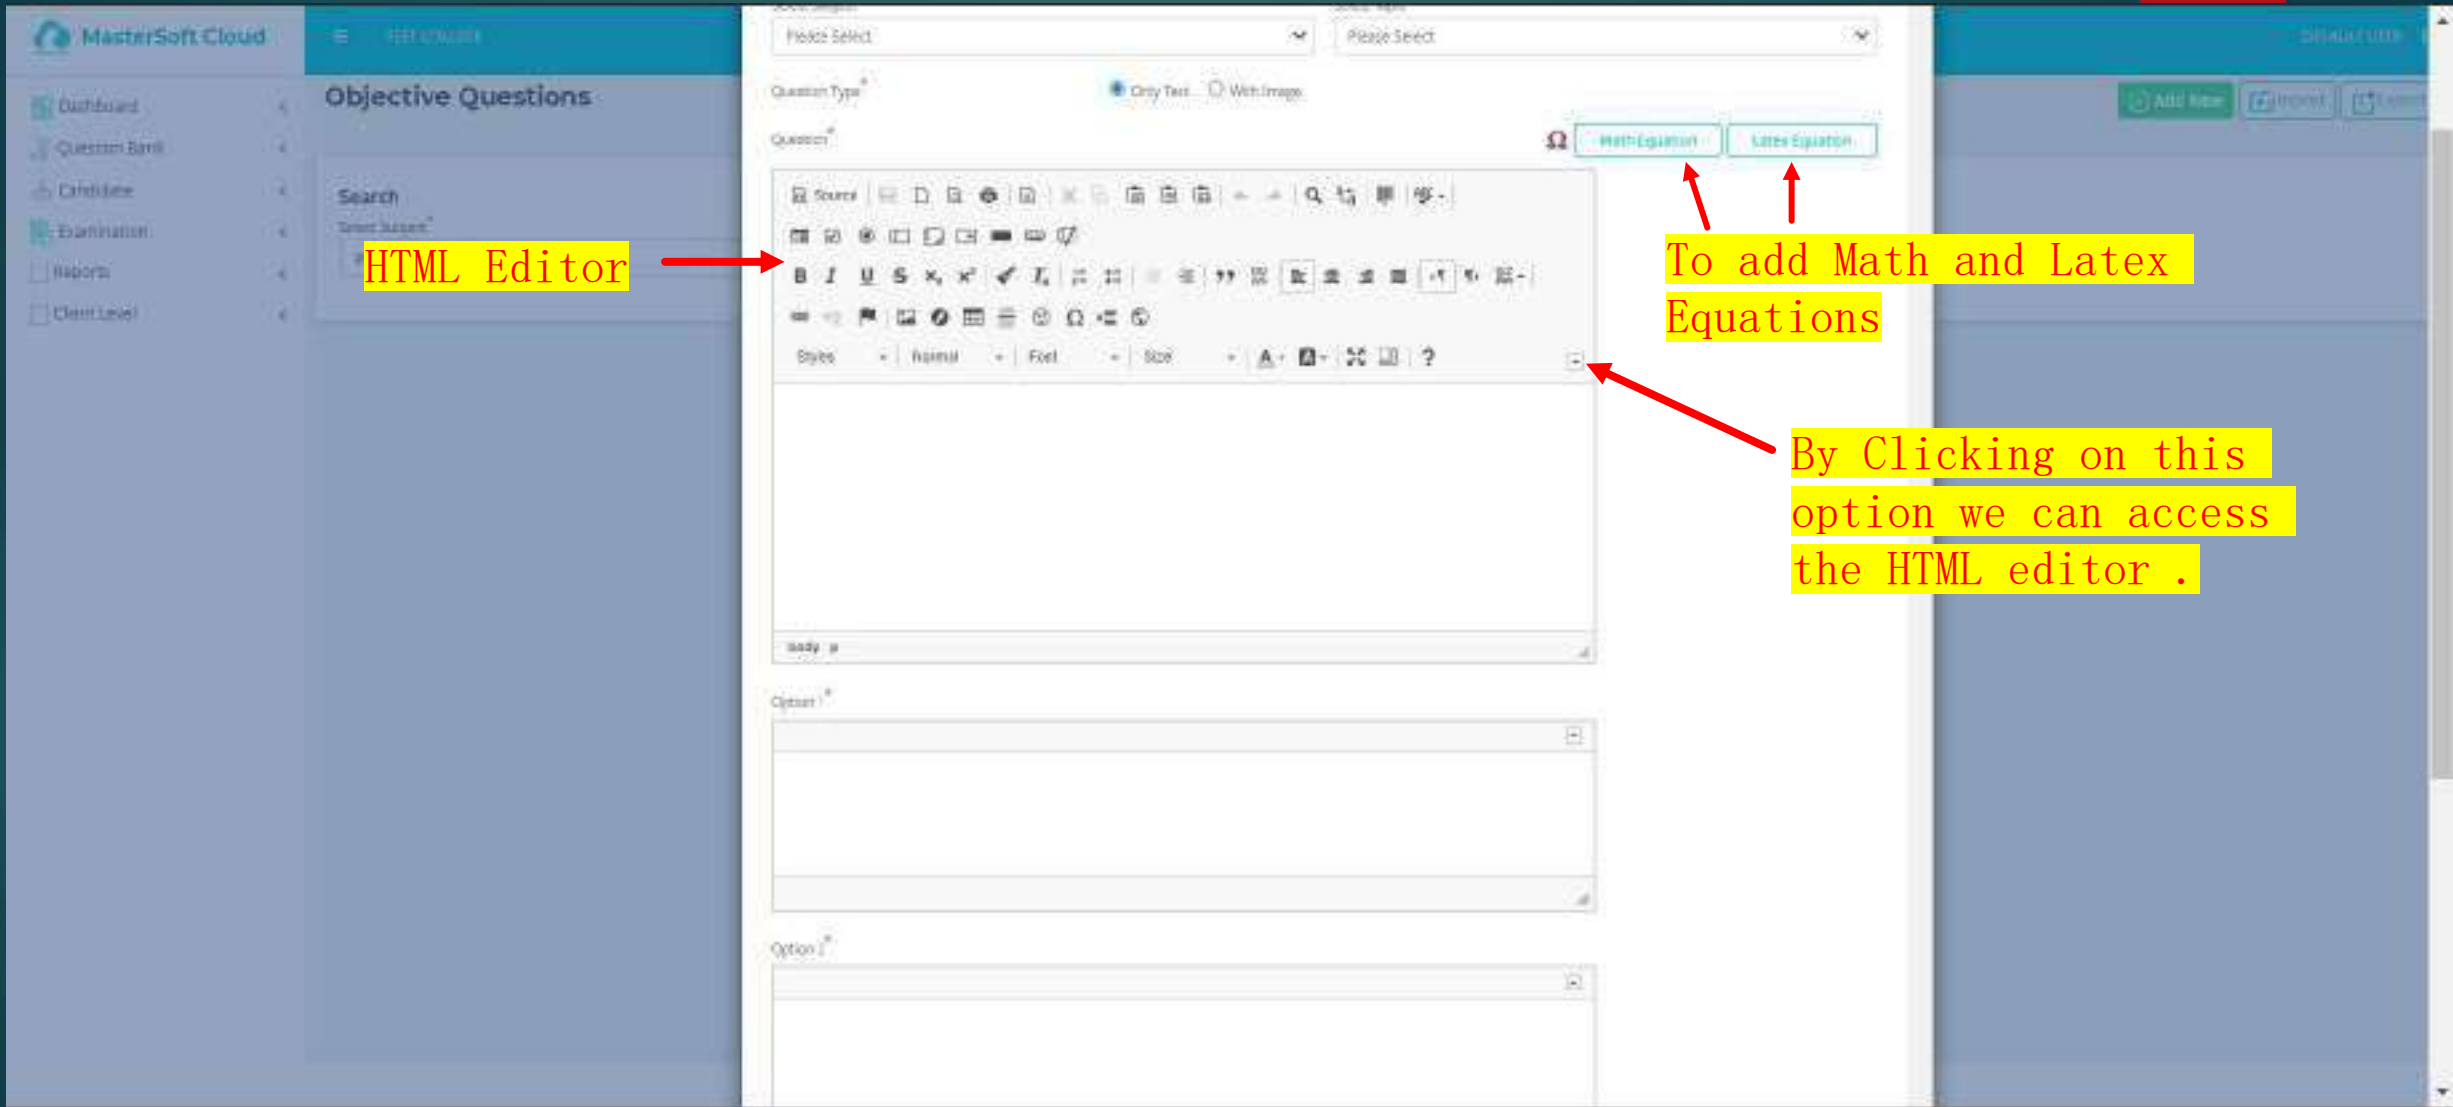 MasterSoft Cloud
Please Select
Please Select
Dashboard
Objective Questions
Question Type*
Only Text
With Image
Add New
Question Bank
Question*
Ω
Math Equation
Latex Equation
Candidate
Search
Source
Examination
Select Subject*
HTML Editor
To add Math and Latex
Equations
Reports
Client Level
Styles
Normal
Font
Size
By Clicking on this
option we can access
the HTML editor .
body p
Option 1*
Option 2*